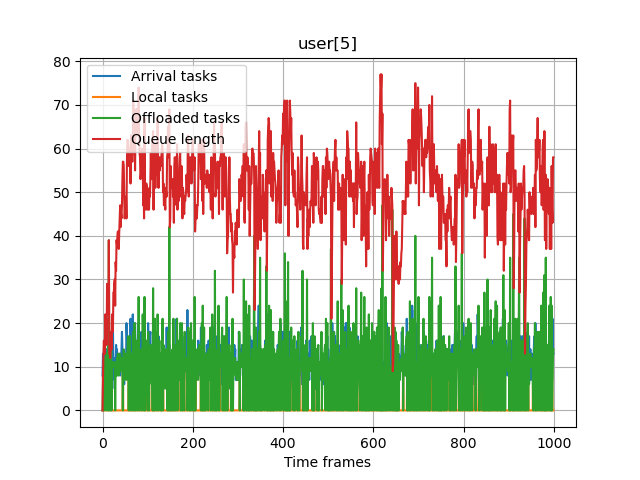 user[5]
80
70
60
50
40
30
20
10
0
Arrival tasks
Local tasks
Offloaded tasks
Queue length
0 200 400 600 800 1000
Time frames